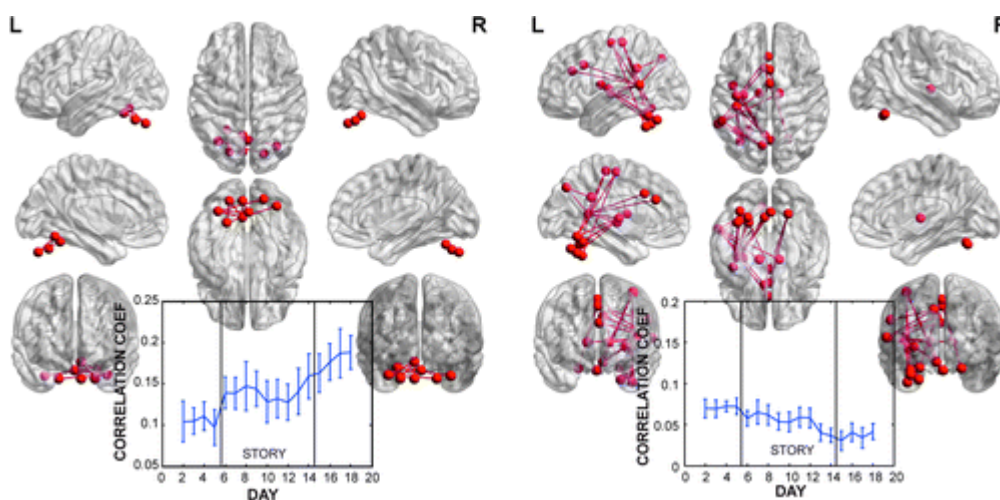 L
R
L
R
CORRELATION COEF
0.25
0.2
0.15
0.1
0.05
STORY
0 2 4 6 8 10 12 14 16 18 20
DAY
CORRELATION COEF
0.2
0.15
0.1
0.05
0
STORY
0 2 4 6 8 10 12 14 16 18 20
DAY